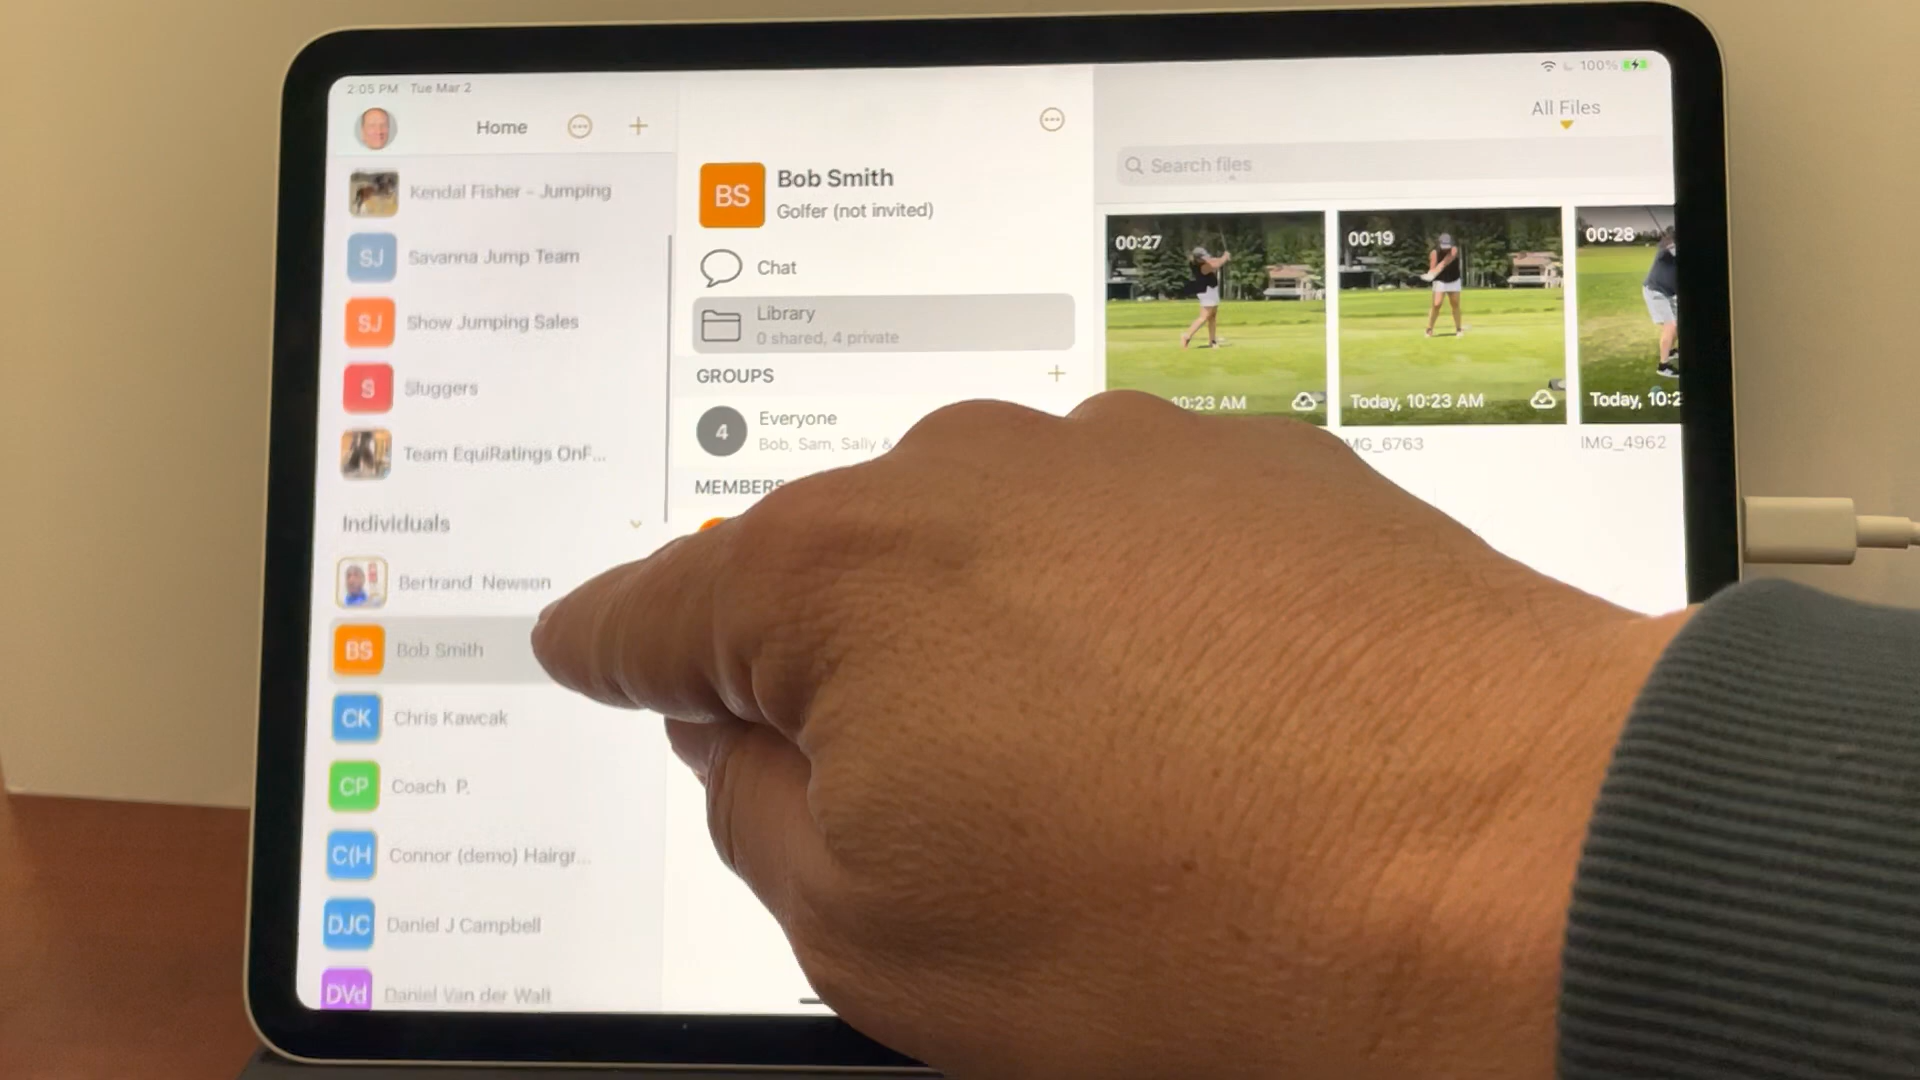 2:05 PM Tue Mar 2
100%
Home
All Files
Search files
Kendal Fisher - Jumping
SJ Savanna Jump Team
SJ Show Jumping Sales
S Sluggers
Team EquiRatings OnF...
Individuals
Bertrand Newson
BS Bob Smith
CK Chris Kawcak
CP Coach P.
C(H Connor (demo) Hairgr...
DJC Daniel J Campbell
DVd Daniel Van der Walt
BS
Bob Smith
Golfer (not invited)
Chat
Library
0 shared, 4 private
GROUPS
4
Everyone
Bob, Sam, Sally &
MEMBERS
00:27
10:23 AM
00:19
Today, 10:23 AM
MG_6763
00:28
Today, 10:2
IMG_4962